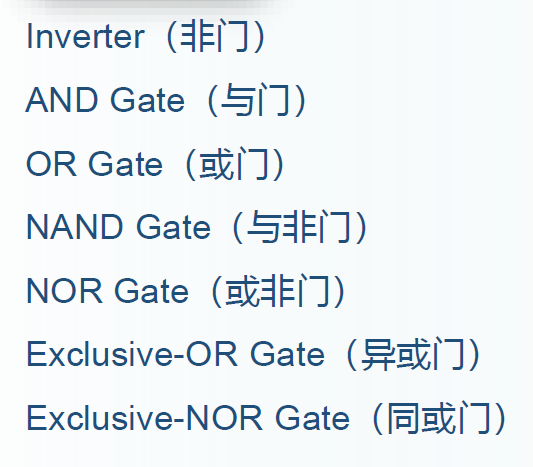 Inverter（非门）
AND Gate（与门）
OR Gate（或门）
NAND Gate（与非门）
NOR Gate（或非门）
Exclusive-OR Gate（异或门）
Exclusive-NOR Gate（同或门）